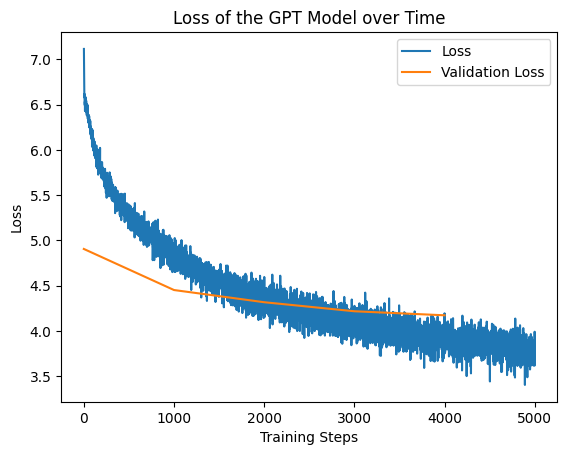 Loss of the GPT Model over Time
Loss
Validation Loss
7.0
6.5
6.0
5.5
5.0
4.5
4.0
3.5
Loss
0
1000
2000
3000
4000
5000
Training Steps